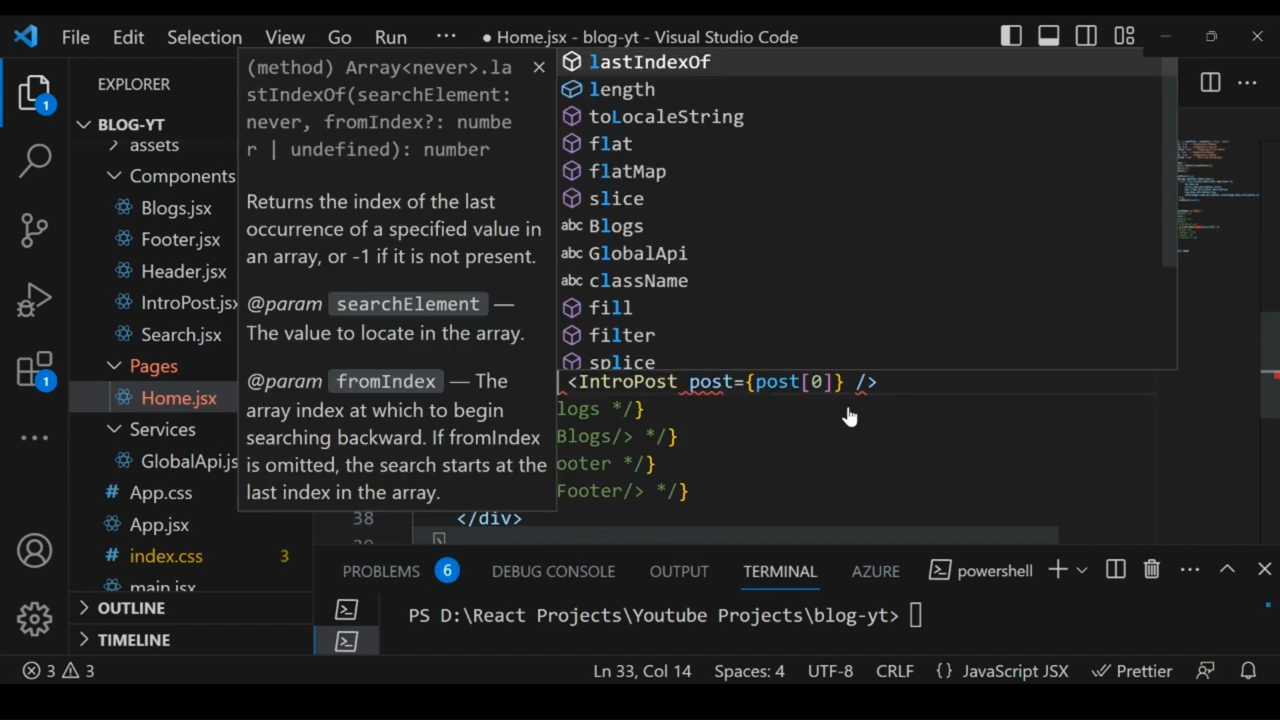 File Edit Selection View Go Run ··· ● Home.jsx - blog-yt - Visual Studio Code
EXPLORER
BLOG-YT
assets
Components
Blogs.jsx
Footer.jsx
Header.jsx
IntroPost.jsx
Search.jsx
Pages
Home.jsx
Services
GlobalApi.js
App.css
App.jsx
index.css 3
main.jsx
OUTLINE
TIMELINE
1
1
(method) Array<never>.la
stIndexOf(searchElement:
never, fromIndex?: numbe
r | undefined): number
Returns the index of the last
occurrence of a specified value in
an array, or -1 if it is not present.
@param searchElement —
The value to locate in the array.
@param fromIndex — The
array index at which to begin
searching backward. If fromIndex
is omitted, the search starts at the
last index in the array.
lastIndexOf
length
toLocaleString
flat
flatMap
slice
abc Blogs
abc GlobalApi
abc className
fill
filter
splice
<IntroPost post={post[0]} />
logs */}
Blogs/> */}
ooter */}
Footer/> */}
38 </div>
39 )
PROBLEMS 6 DEBUG CONSOLE OUTPUT TERMINAL AZURE powershell
PS D:\React Projects\Youtube Projects\blog-yt>
3 3 Ln 33, Col 14 Spaces: 4 UTF-8 CRLF {} JavaScript JSX Prettier